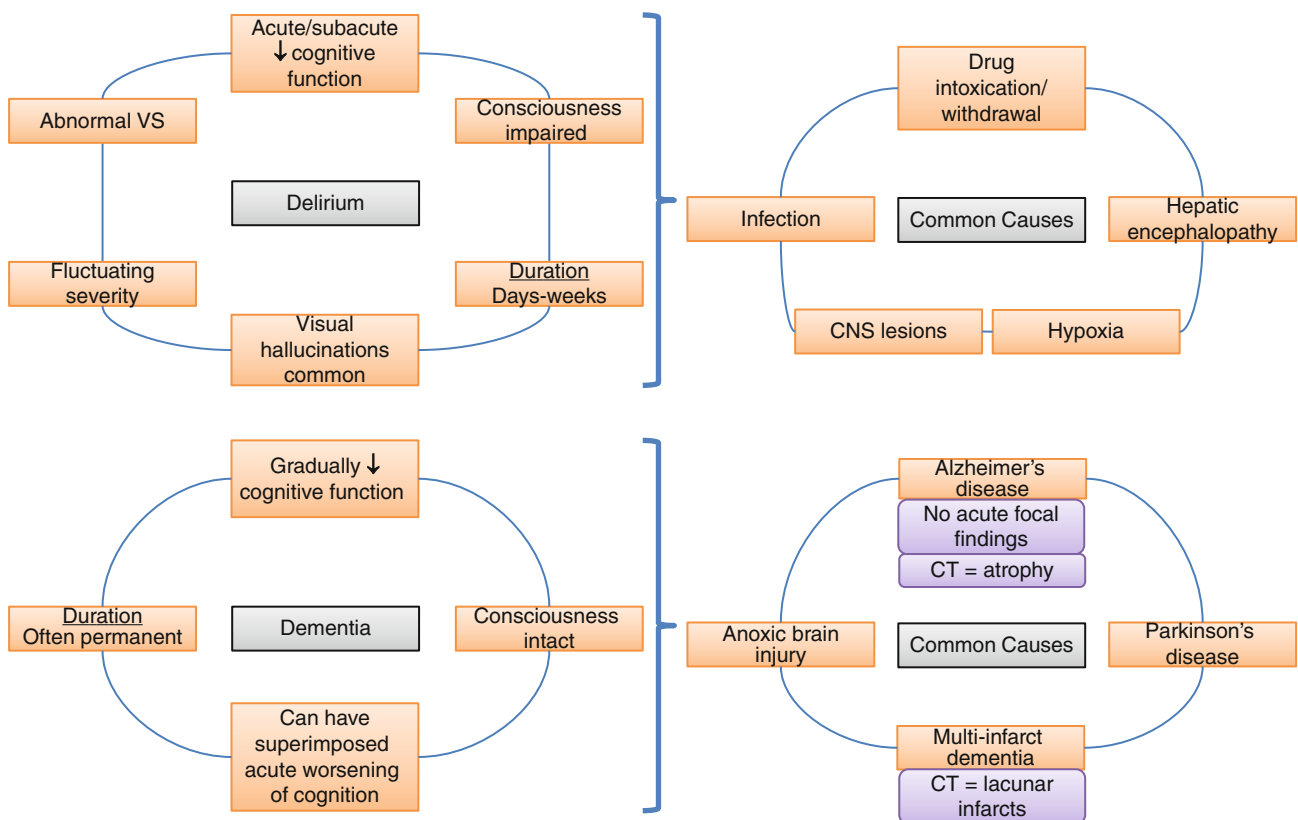 Acute/subacute
↓ cognitive
function
Abnormal VS
Consciousness
impaired
Delirium
Fluctuating
severity
Duration
Days-weeks
Visual
hallucinations
common
Drug
intoxication/
withdrawal
Infection
Common Causes
Hepatic
encephalopathy
CNS lesions
Hypoxia
Gradually ↓
cognitive function
Duration
Often permanent
Dementia
Consciousness
intact
Can have
superimposed
acute worsening
of cognition
Alzheimer's
disease
No acute focal
findings
CT = atrophy
Anoxic brain
injury
Common Causes
Parkinson's
disease
Multi-infarct
dementia
CT = lacunar
infarcts